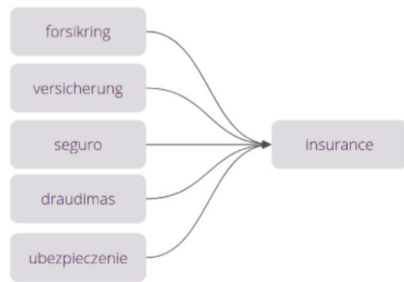 forsikring
versicherung
seguro
draudimas
ubezpieczenie
insurance